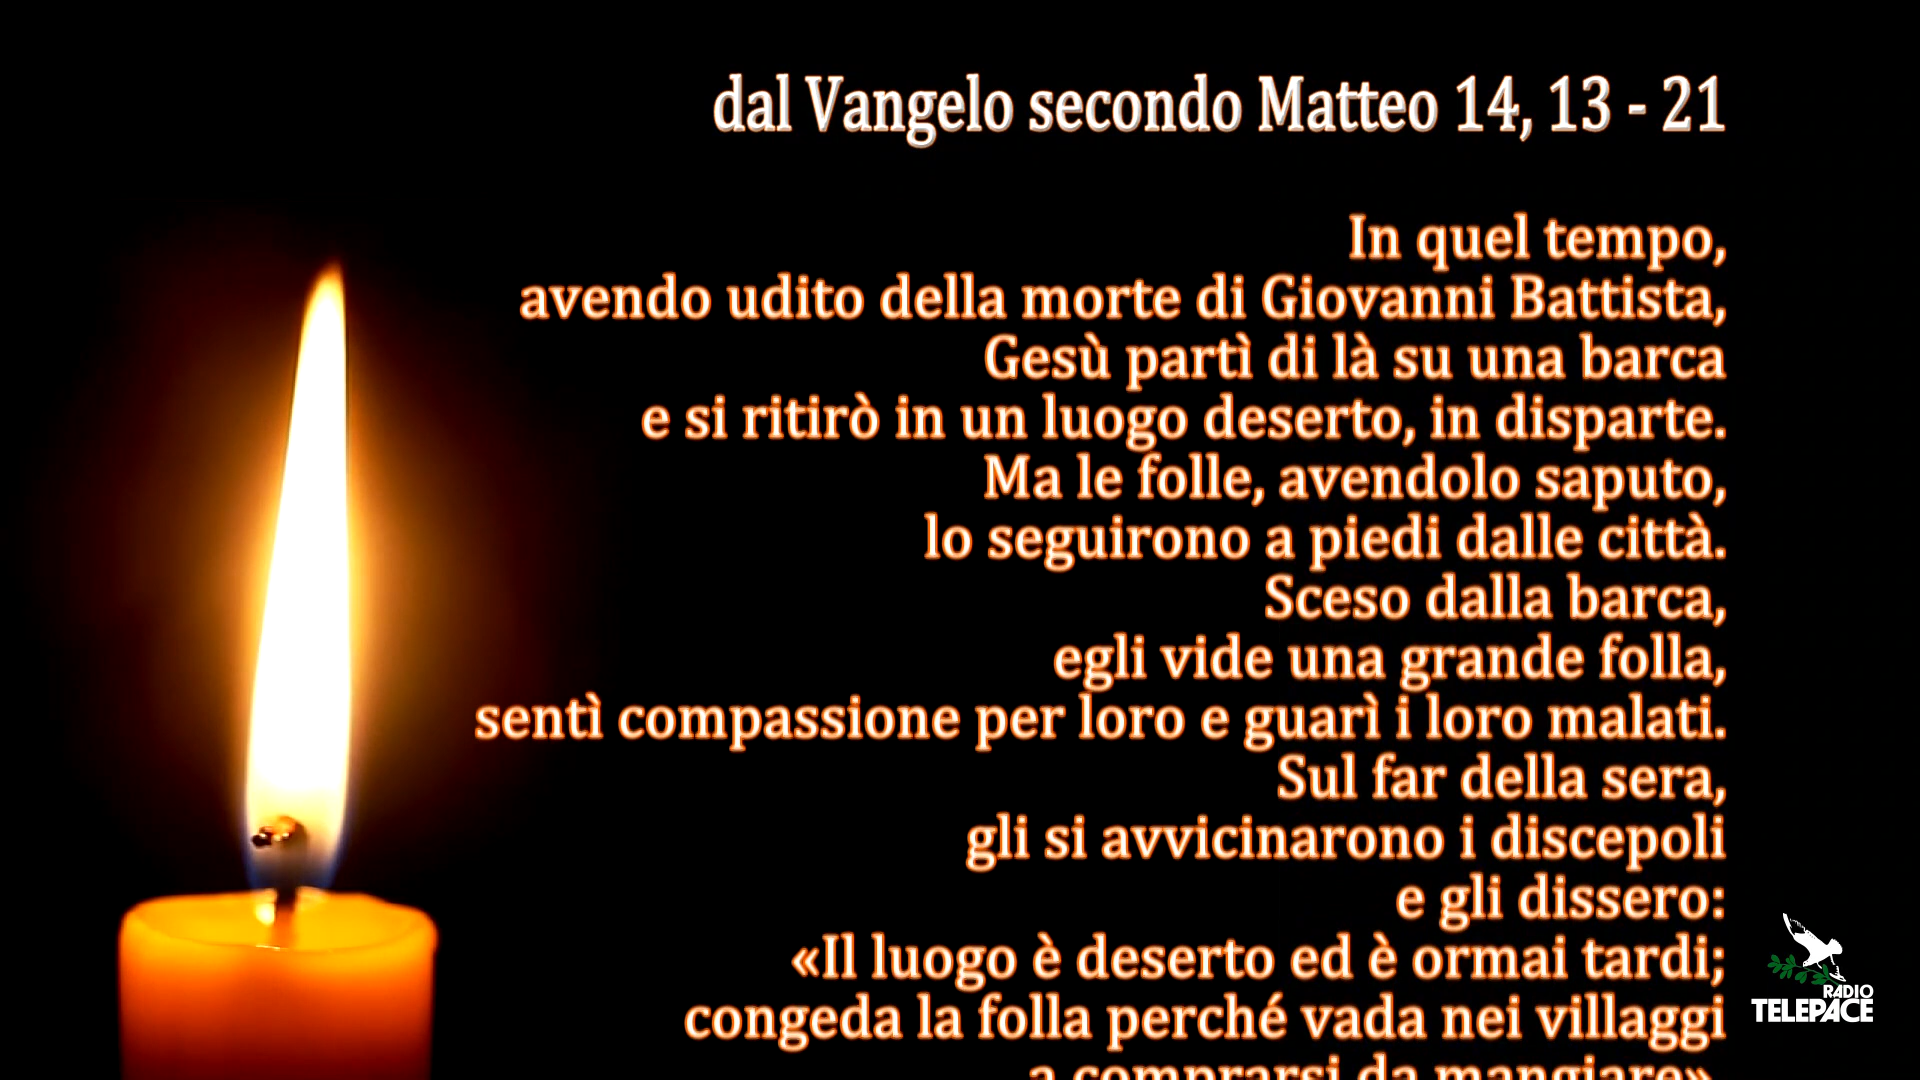 dal Vangelo secondo Matteo 14, 13 - 21
In quel tempo,
avendo udito della morte di Giovanni Battista,
Gesù partì di là su una barca
e si ritirò in un luogo deserto, in disparte.
Ma le folle, avendolo saputo,
lo seguirono a piedi dalle città.
Sceso dalla barca,
egli vide una grande folla,
sentì compassione per loro e guarì i loro malati.
Sul far della sera,
gli si avvicinarono i discepoli
e gli dissero:
«Il luogo è deserto ed è ormai tardi;
congeda la folla perché vada nei villaggi
a comprarsi da mangiare».
RADIO
TELEPACE